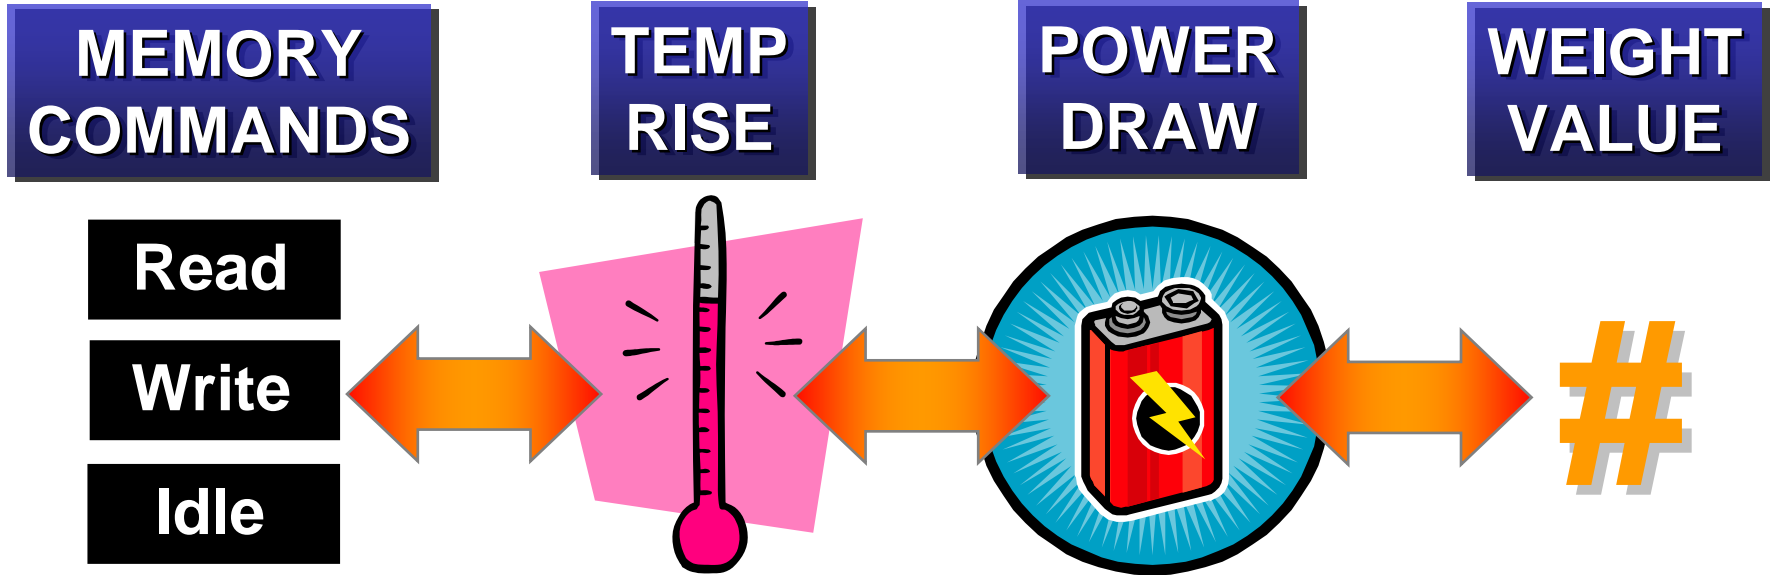 MEMORY
COMMANDS
TEMP
RISE
POWER
DRAW
WEIGHT
VALUE
Read
Write
Idle
#